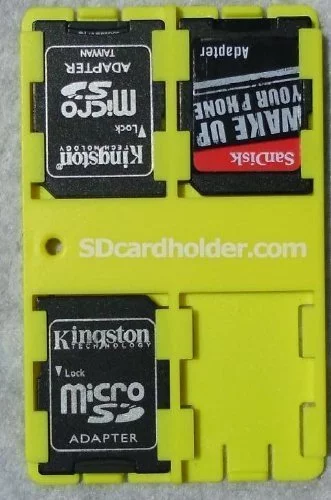 Kingston
TECHNOLOGY
Lock
micro
SD
ADAPTER
TAIWAN
SanDisk
WAKE UP
YOUR PHONE
Adapter
SDcardholder.com
Kingston
TECHNOLOGY
Lock
micro
SD
ADAPTER